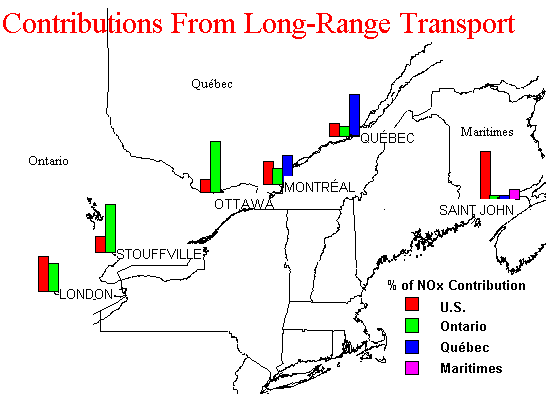 Contributions From Long-Range Transport
Québec
QUÉBEC
Maritimes
Ontario
MONTRÉAL
OTTAWA
SAINT JOHN
STOUFFVILLE
LONDON
% of NOx Contribution
U.S.
Ontario
Québec
Maritimes